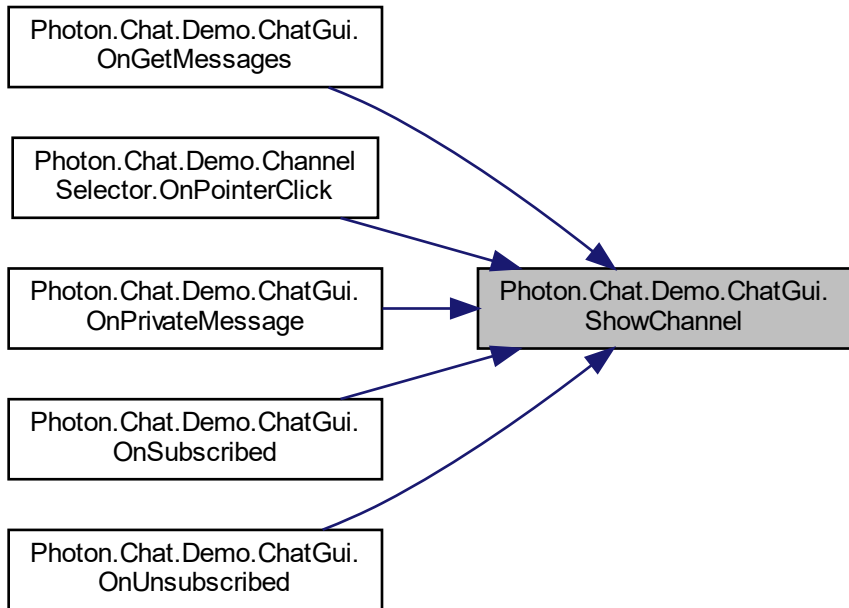 Photon.Chat.Demo.ChatGui.
OnGetMessages
Photon.Chat.Demo.Channel
Selector.OnPointerClick
Photon.Chat.Demo.ChatGui.
OnPrivateMessage
Photon.Chat.Demo.ChatGui.
ShowChannel
Photon.Chat.Demo.ChatGui.
OnSubscribed
Photon.Chat.Demo.ChatGui.
OnUnsubscribed